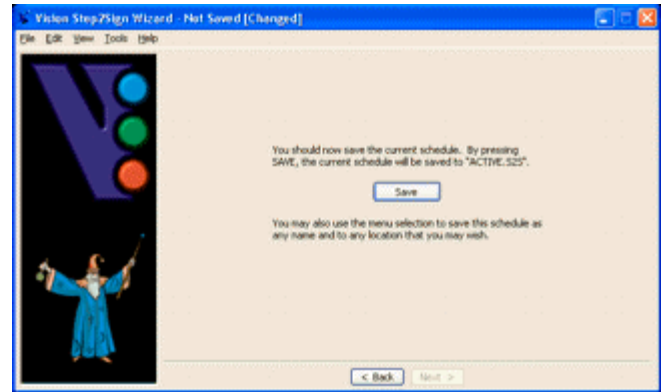 Vision Step2Sign Wizard - Not Saved [Changed]
File Edit View Tools Help
You should now save the current schedule. By pressing
SAVE, the current schedule will be saved to "ACTIVE.S2S".
Save
You may also use the menu selection to save this schedule as
any name and to any location that you may wish.
< Back Next >